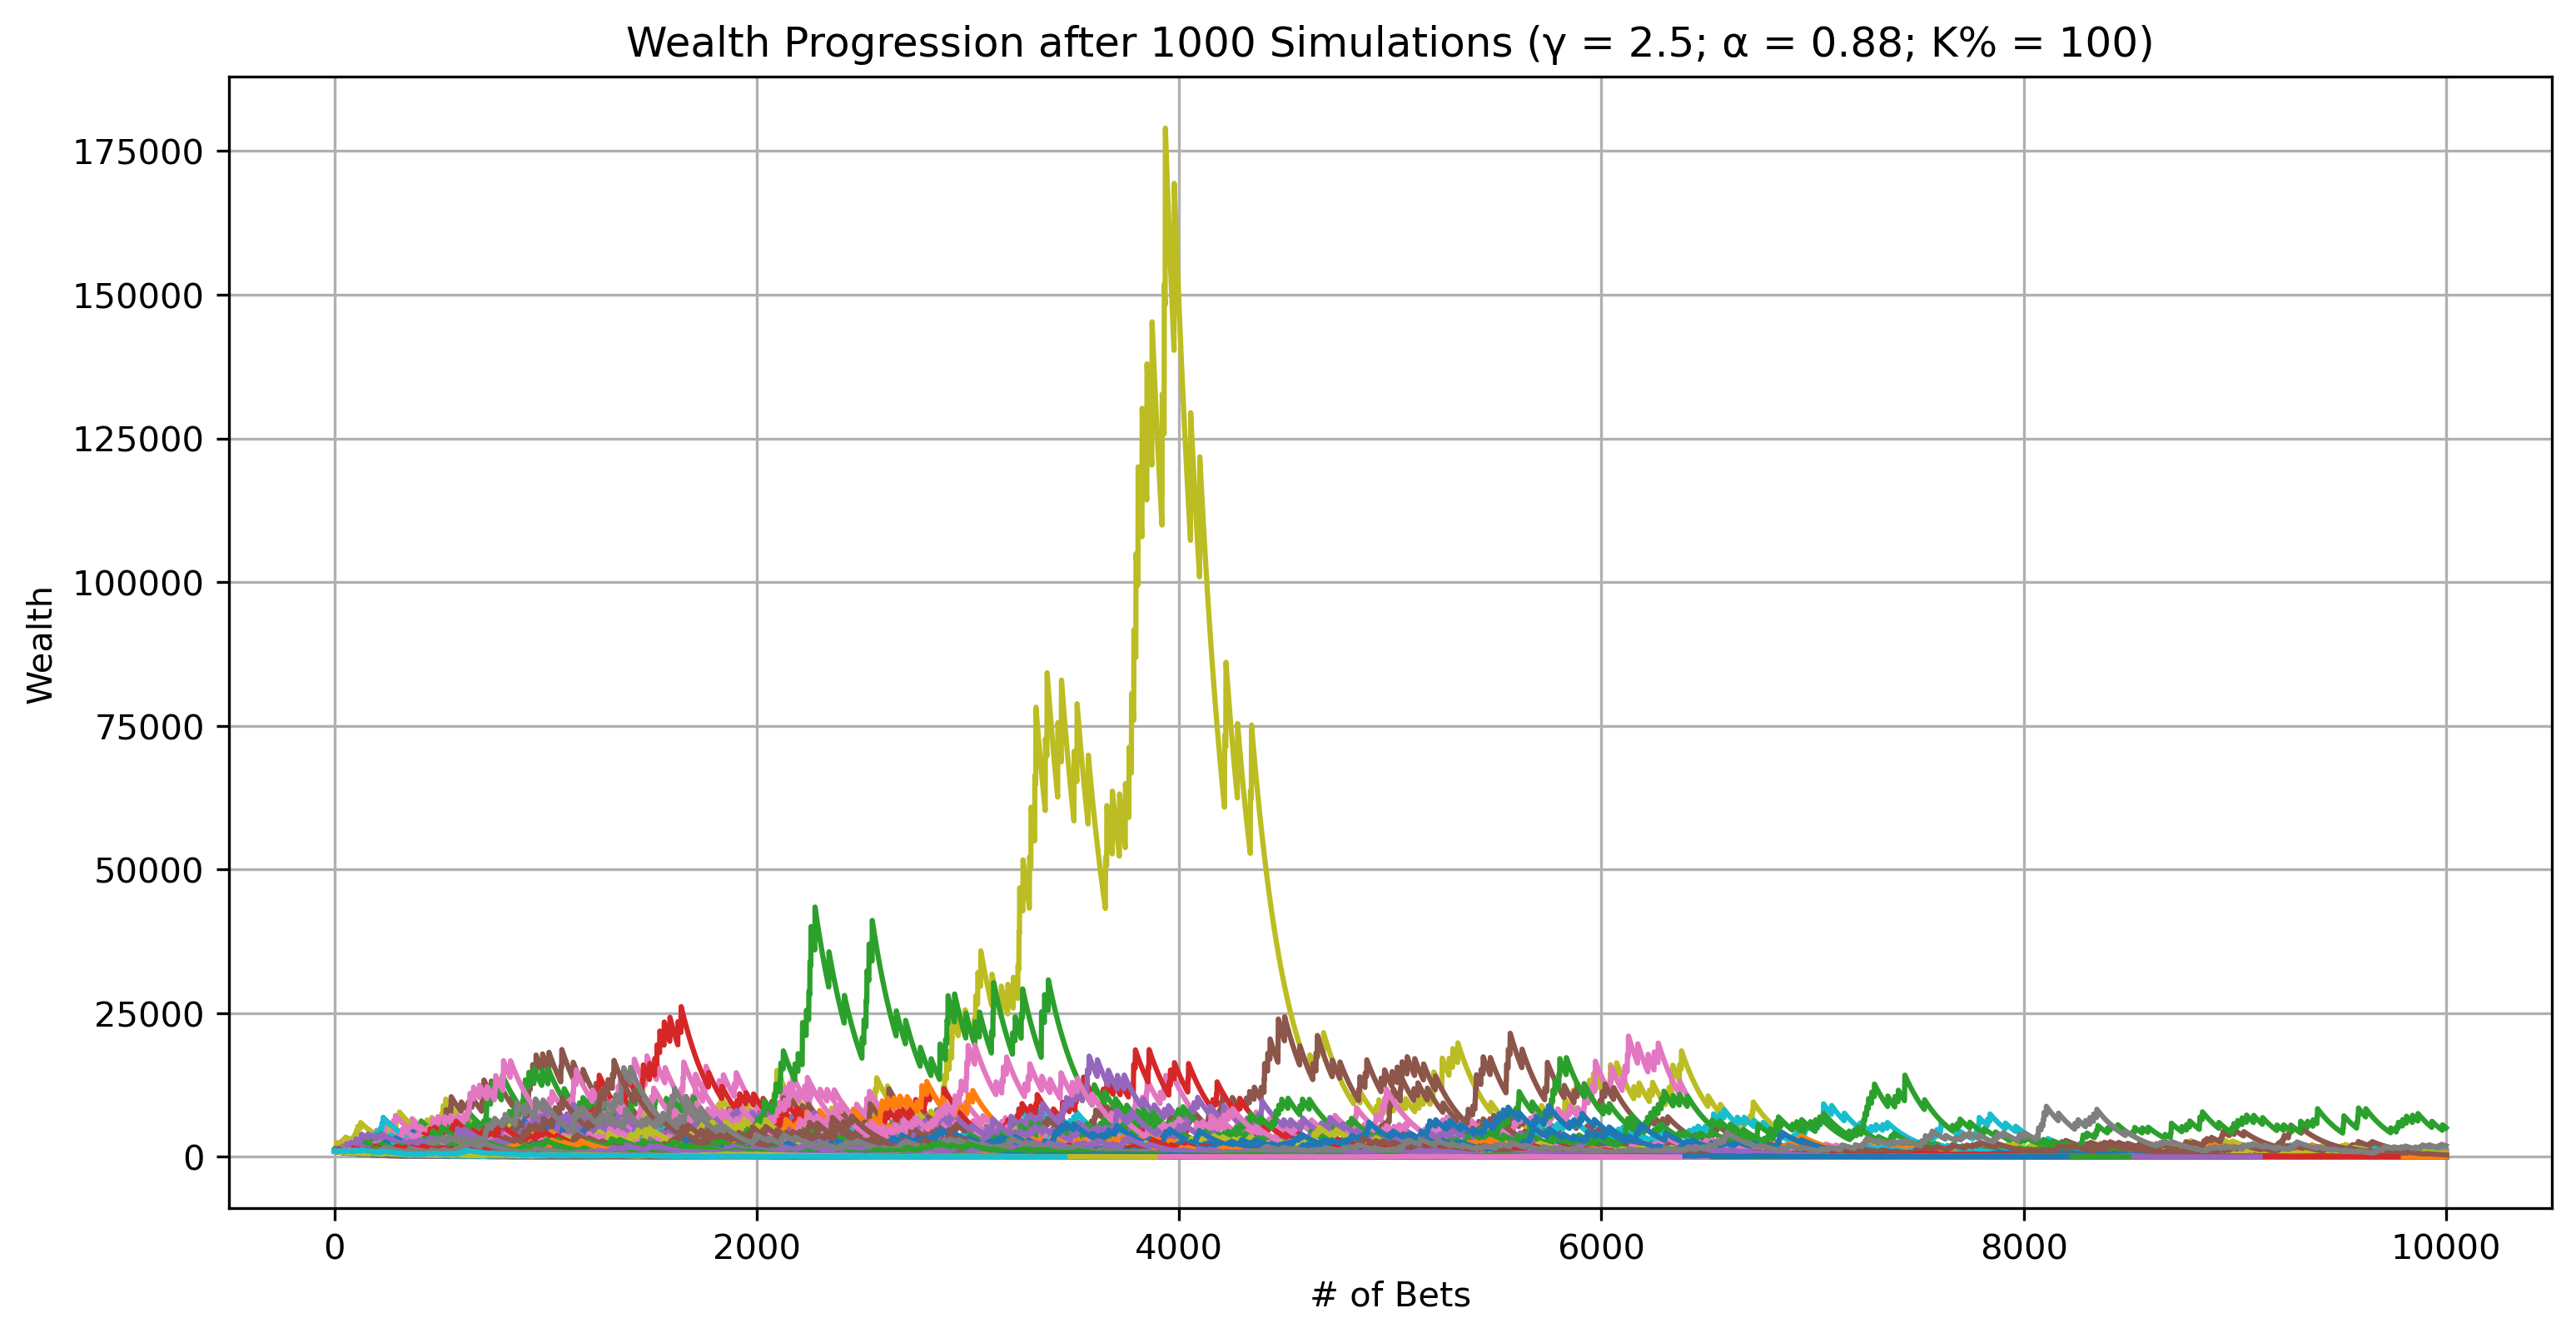 Wealth Progression after 1000 Simulations (γ = 2.5; α = 0.88; K% = 100)
175000
150000
125000
100000
75000
50000
25000
0
Wealth
0 2000 4000 6000 8000 10000
# of Bets